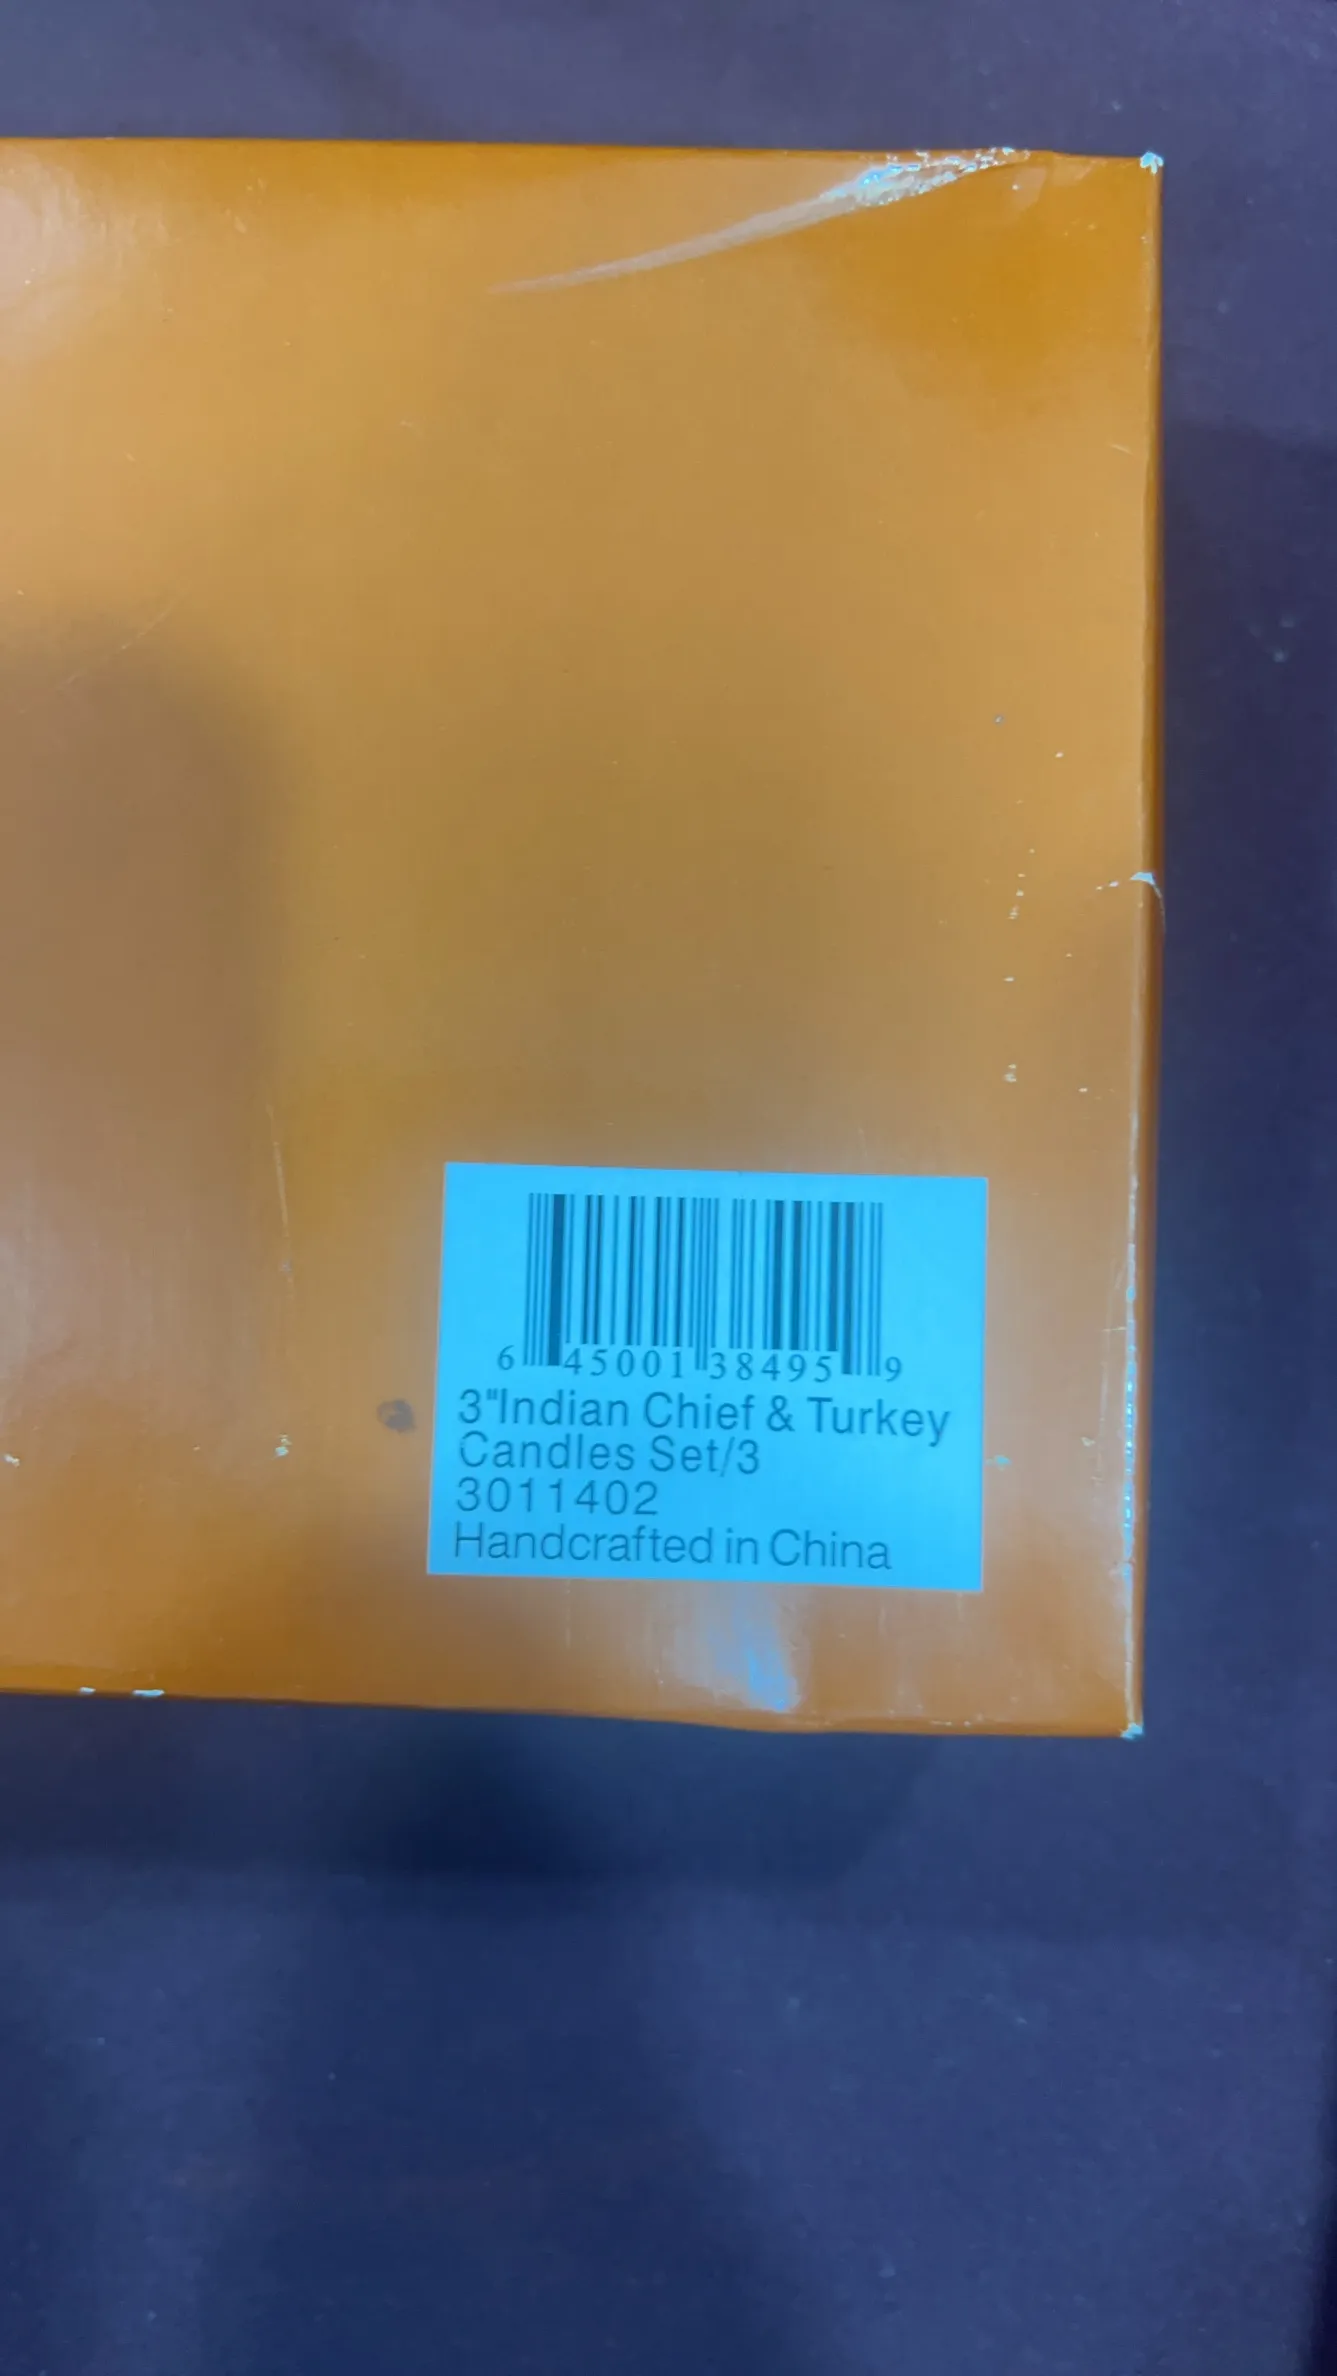 6 45001 38495 9
3"Indian Chief & Turkey
Candles Set/3
3011402
Handcrafted in China